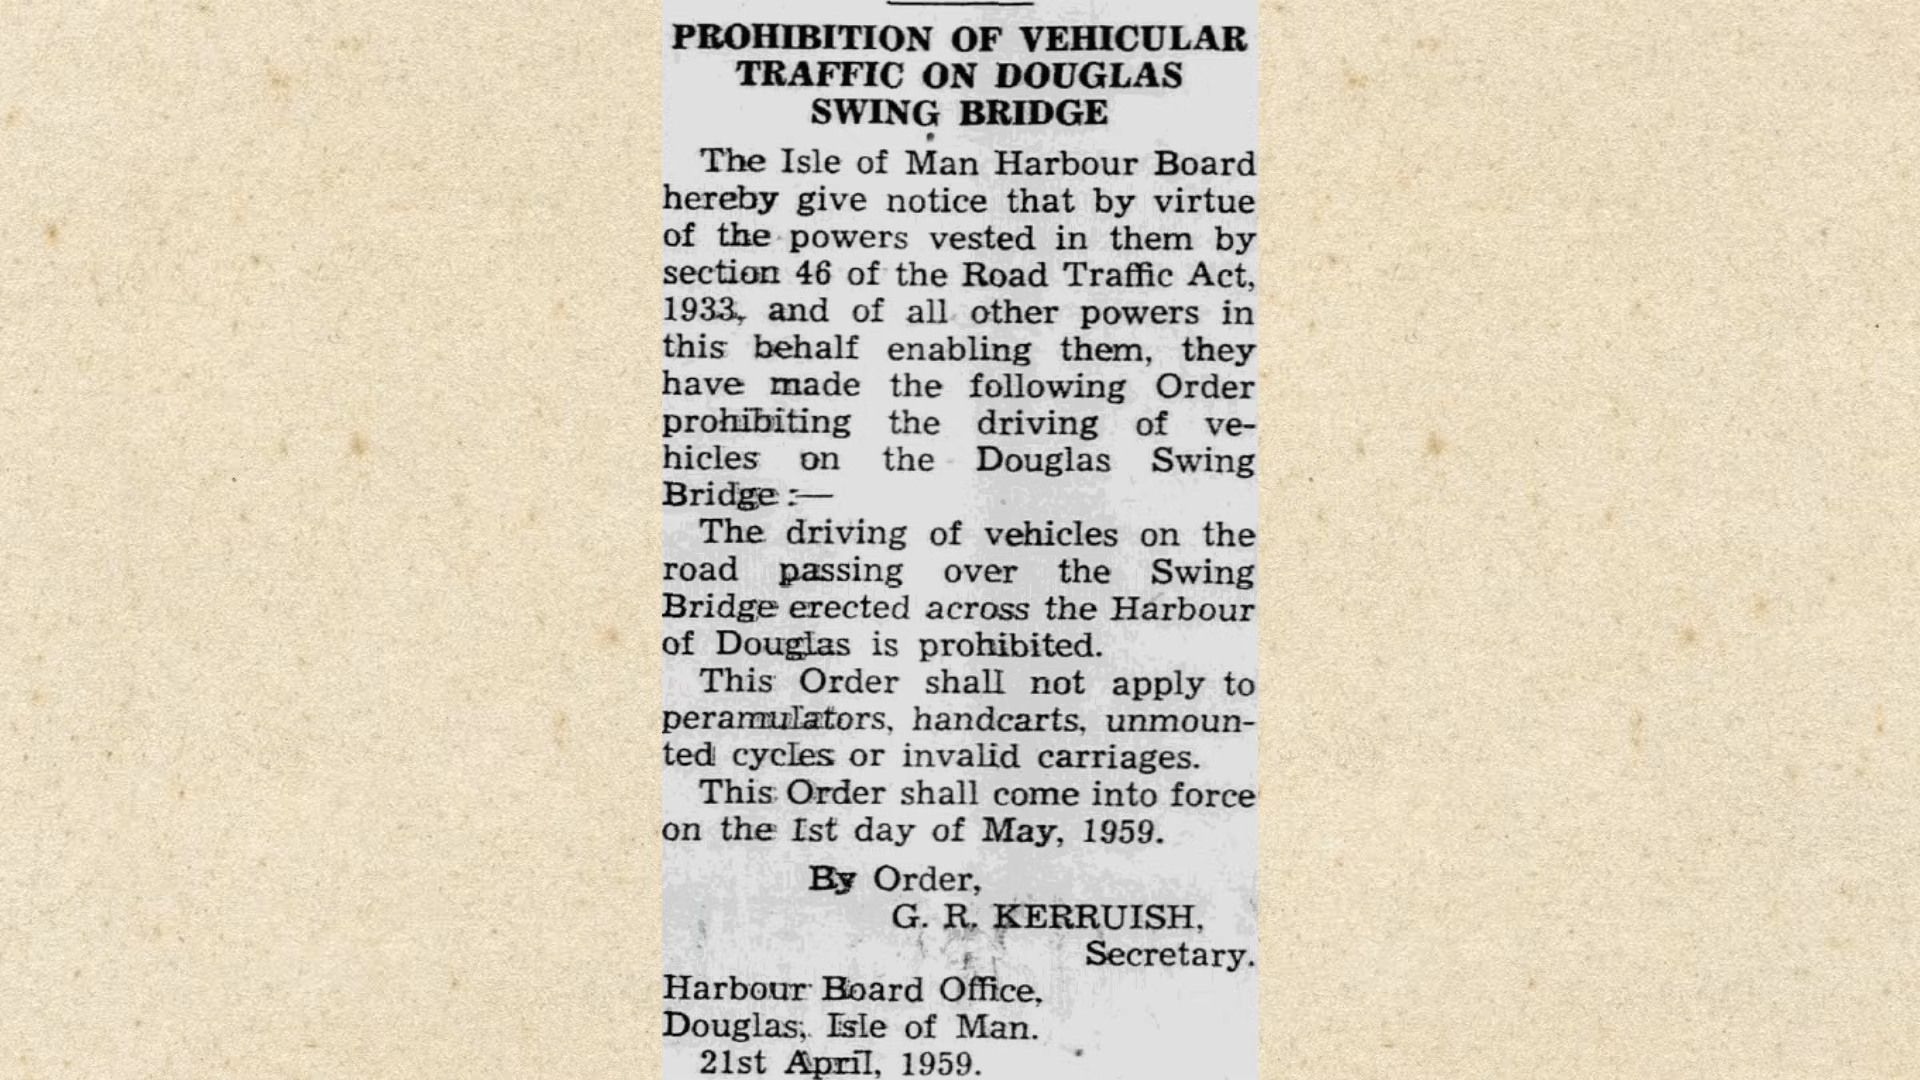 PROHIBITION OF VEHICULAR
TRAFFIC ON DOUGLAS
SWING BRIDGE
The Isle of Man Harbour Board
hereby give notice that by virtue
of the powers vested in them by
section 46 of the Road Traffic Act,
1933, and of all other powers in
this behalf enabling them, they
have made the following Order
prohibiting the driving of ve-
hicles on the Douglas Swing
Bridge :—
The driving of vehicles on the
road passing over the Swing
Bridge erected across the Harbour
of Douglas is prohibited.
This Order shall not apply to
peramulators, handcarts, unmoun-
ted cycles or invalid carriages.
This Order shall come into force
on the 1st day of May, 1959.
By Order,
G. R. KERRUISH,
Secretary.
Harbour Board Office,
Douglas, Isle of Man.
21st April, 1959.